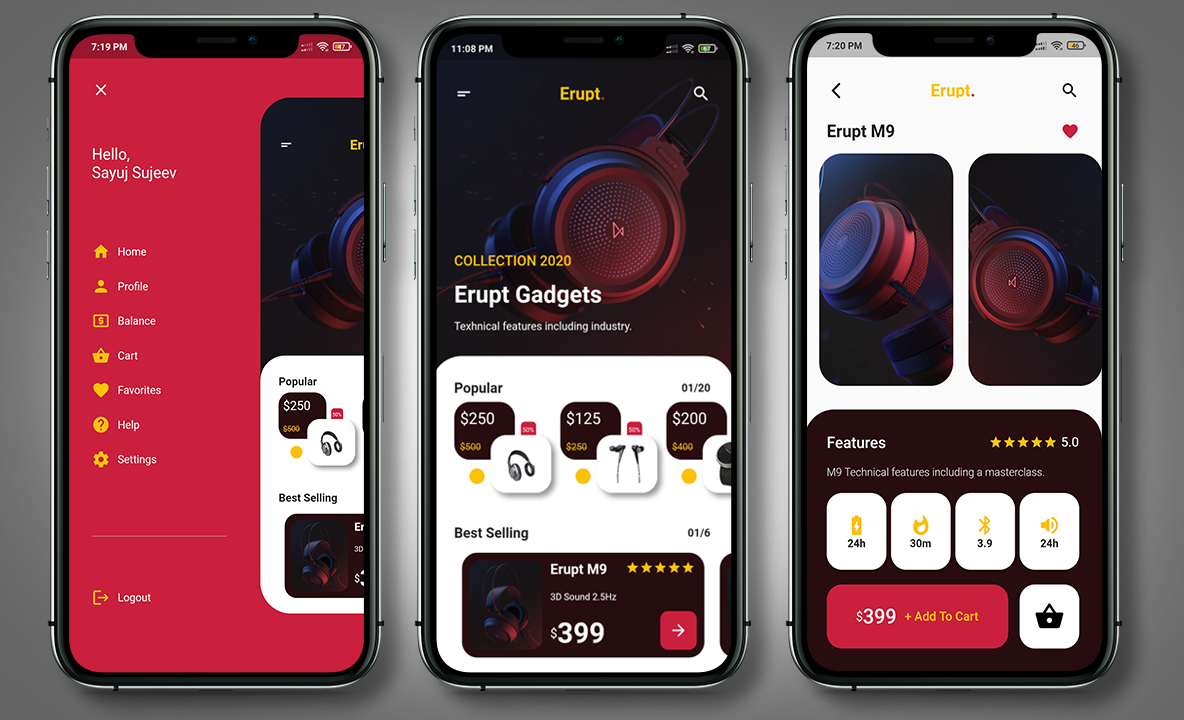 7:19 PM
47
Hello,
Sayuj Sujeev
Home
Profile
Balance
Cart
Favorites
Help
Settings
Logout
Er
Popular
$250
$500
50%
Best Selling
Er
3D
$
11:08 PM
67
Erupt.
COLLECTION 2020
Erupt Gadgets
Texhnical features including industry.
Popular
01/20
$250
$500
50%
$125
$250
50%
$200
$400
Best Selling
01/6
Erupt M9
3D Sound 2.5Hz
$399
7:20 PM
46
Erupt.
Erupt M9
Features
5.0
M9 Technical features including a masterclass.
24h
30m
3.9
24h
$399 + Add To Cart